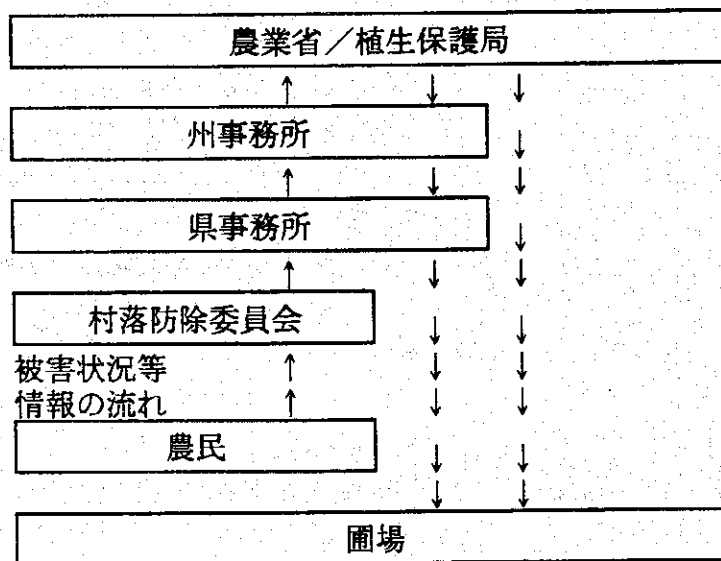 農業省／植生保護局
州事務所
県事務所
村落防除委員会
被害状況等
情報の流れ
農民
圃場